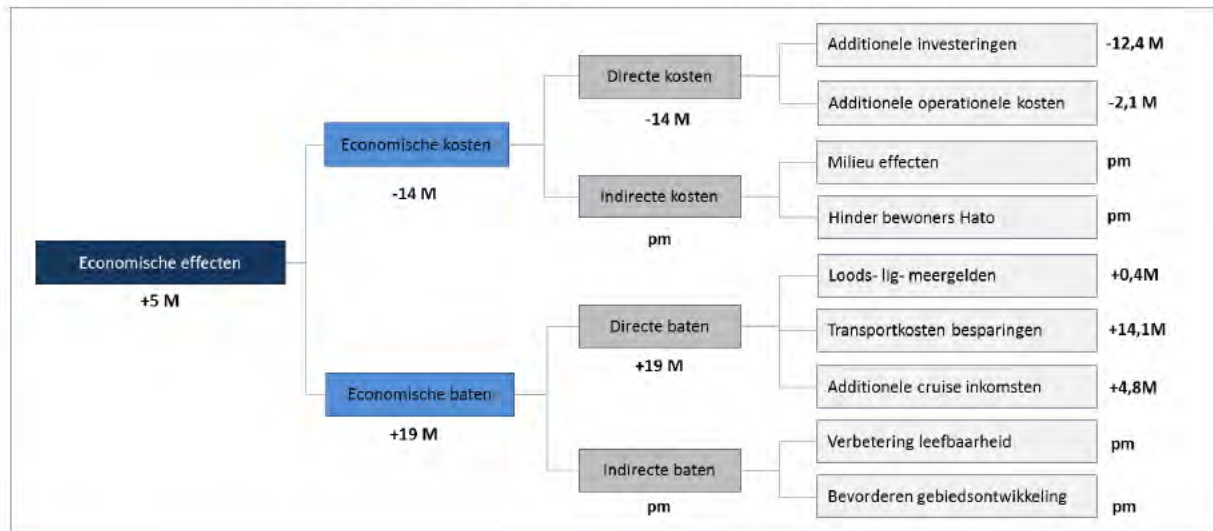 Additionele investeringen -12,4 M
Directe kosten
-14 M
Additionele operationele kosten -2,1 M
Economische kosten
-14 M
Milieu effecten pm
Indirecte kosten
pm
Hinder bewoners Hato pm
Economische effecten
+5 M
Loods- lig- meergelden +0,4M
Directe baten
+19 M
Transportkosten besparingen +14,1M
Economische baten
+19 M
Additionele cruise inkomsten +4,8M
Verbetering leefbaarheid pm
Indirecte baten
pm
Bevorderen gebiedsontwikkeling pm